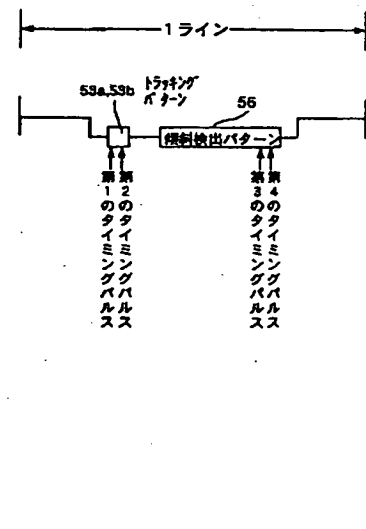 1ライン
53a,53b
トラッキング
パターン
56
傾斜検出パターン
第1のタイミングパルス
第2のタイミングパルス
第3のタイミングパルス
第4のタイミングパルス